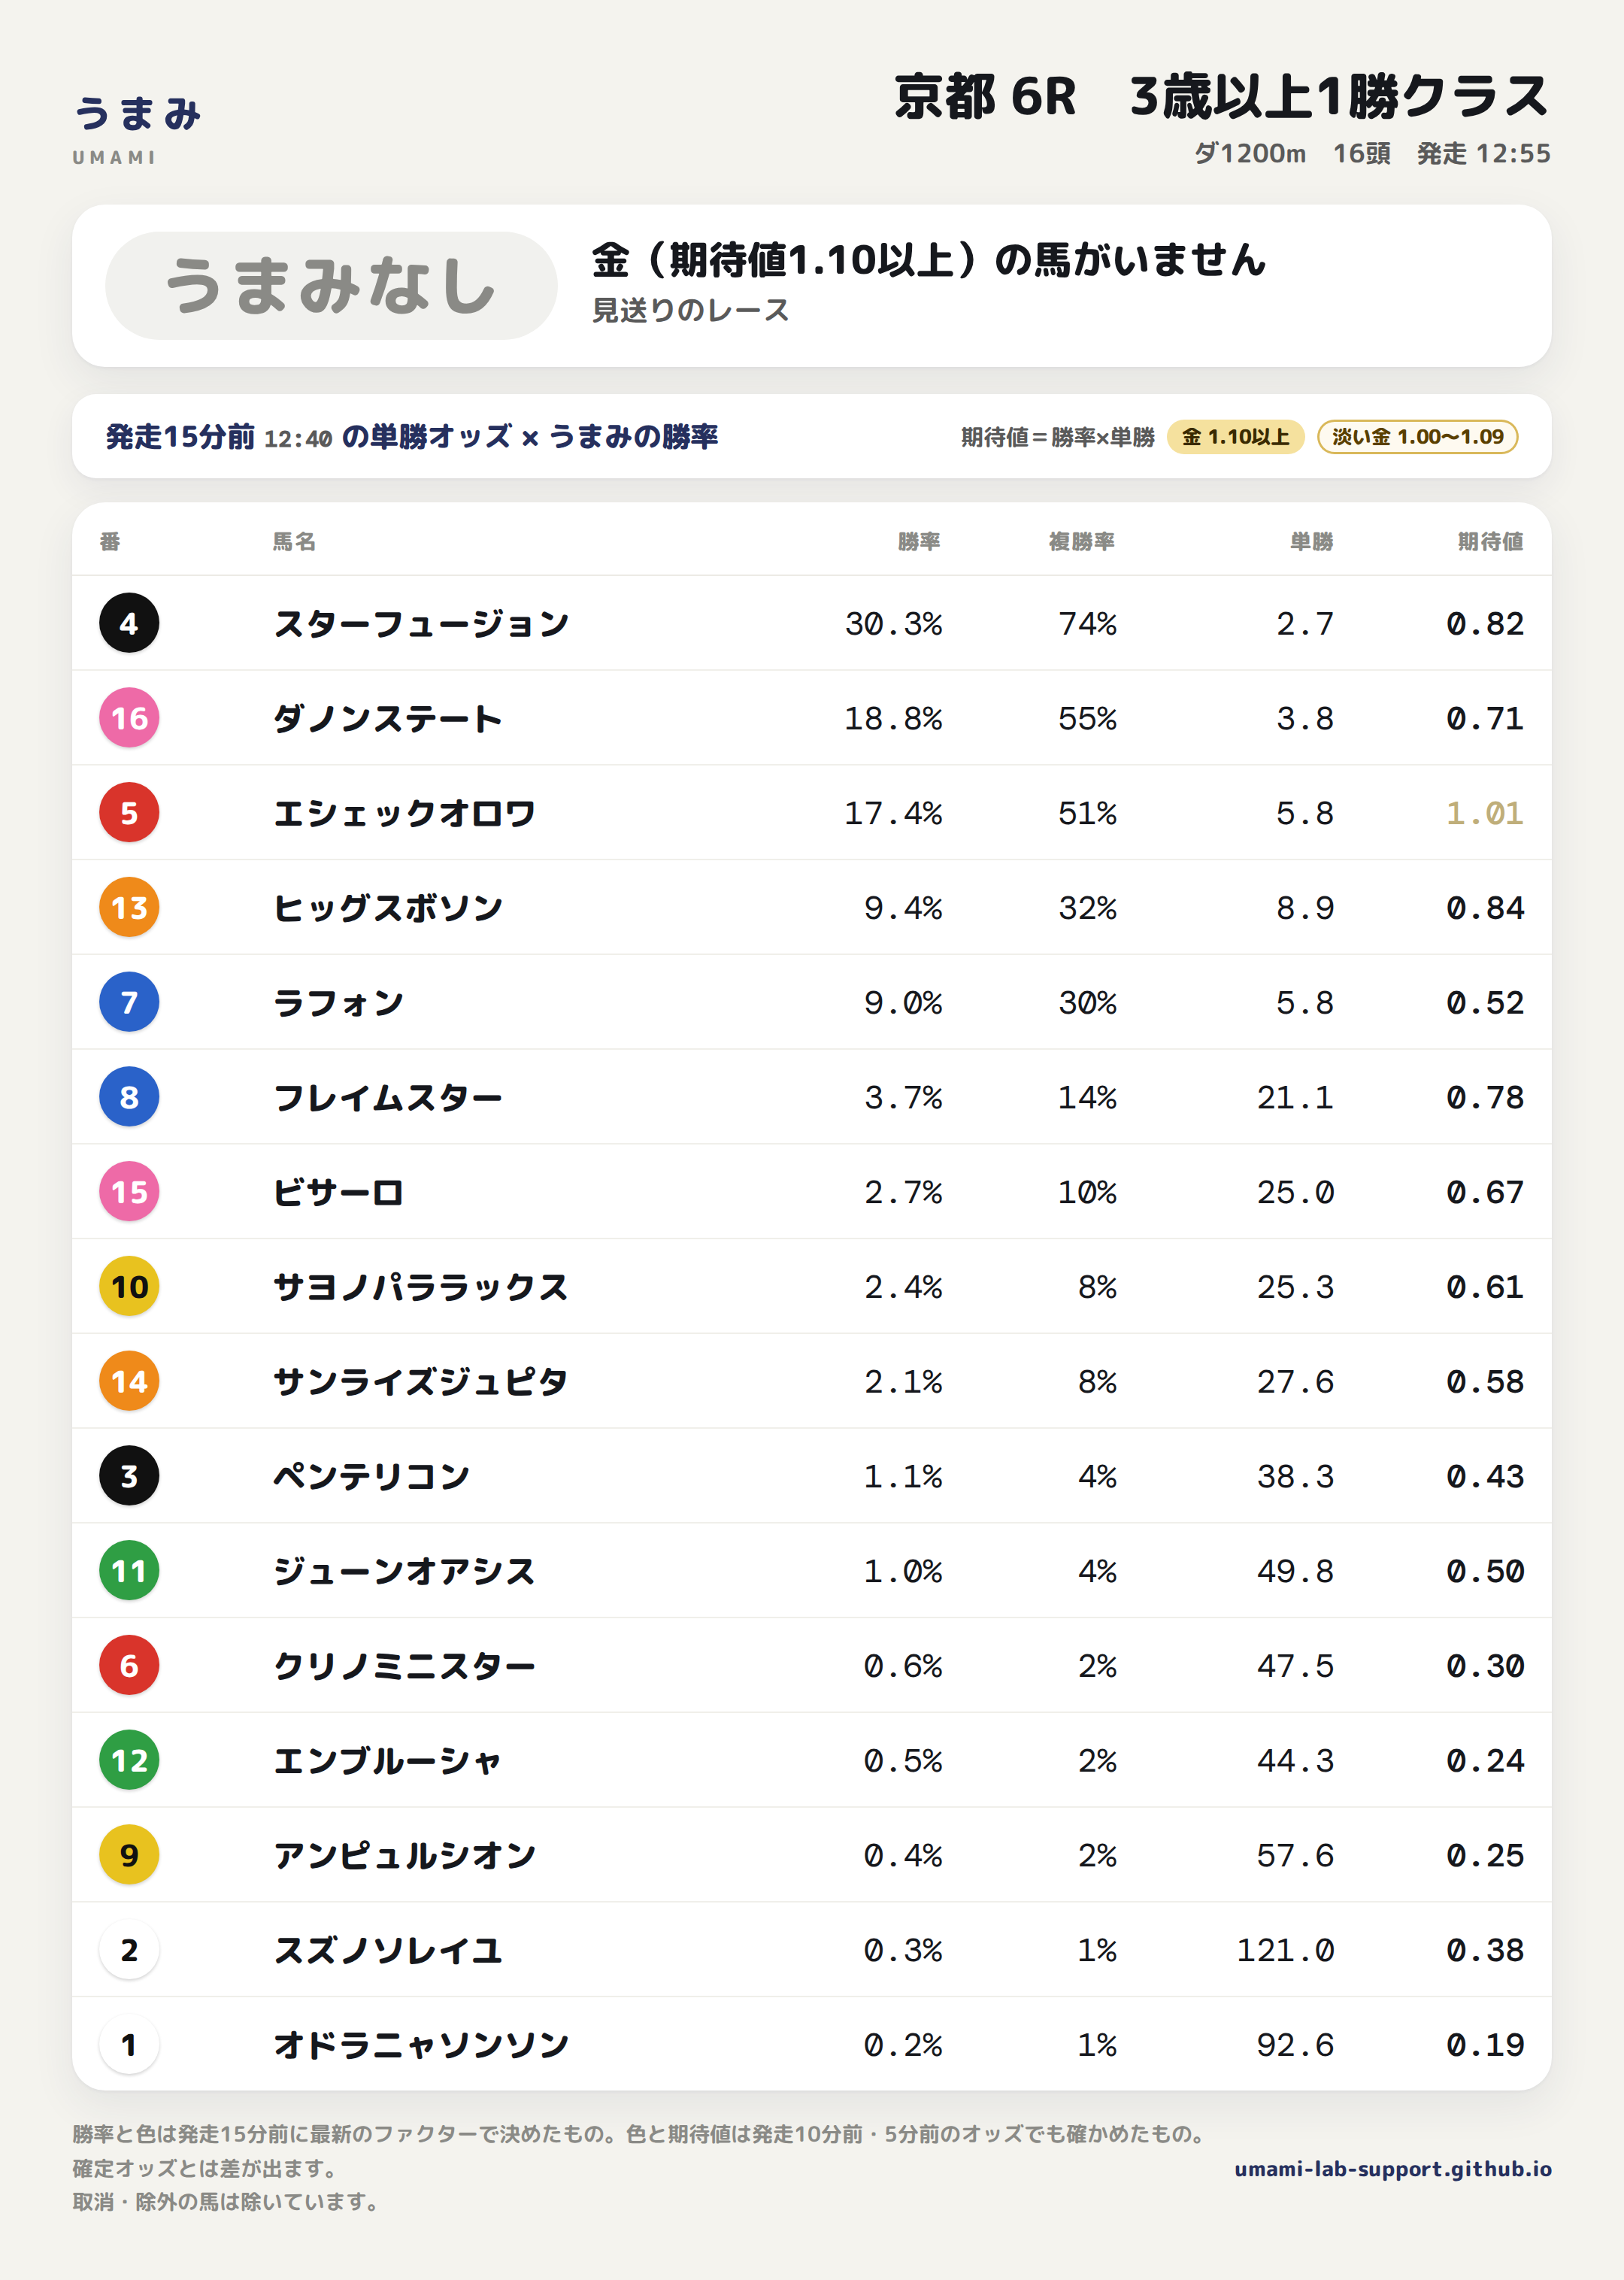 うまみ
UMAMI
京都 6R 3歳以上1勝クラス
ダ1200m 16頭 発走 12:55
うまみなし
金（期待値1.10以上）の馬がいません
見送りのレース
発走15分前 12:40 の単勝オッズ × うまみの勝率
期待値＝勝率×単勝 金 1.10以上 淡い金 1.00〜1.09
番 馬名 勝率 複勝率 単勝 期待値
4 スターフュージョン 30.3% 74% 2.7 0.82
16 ダノンステート 18.8% 55% 3.8 0.71
5 エシェックオロワ 17.4% 51% 5.8 1.01
13 ヒッグスボソン 9.4% 32% 8.9 0.84
7 ラフォン 9.0% 30% 5.8 0.52
8 フレイムスター 3.7% 14% 21.1 0.78
15 ビサーロ 2.7% 10% 25.0 0.67
10 サヨノパララックス 2.4% 8% 25.3 0.61
14 サンライズジュピタ 2.1% 8% 27.6 0.58
3 ペンテリコン 1.1% 4% 38.3 0.43
11 ジューンオアシス 1.0% 4% 49.8 0.50
6 クリノミニスター 0.6% 2% 47.5 0.30
12 エンブルーシャ 0.5% 2% 44.3 0.24
9 アンピュルシオン 0.4% 2% 57.6 0.25
2 スズノソレイユ 0.3% 1% 121.0 0.38
1 オドラニャソンソン 0.2% 1% 92.6 0.19
勝率と色は発走15分前に最新のファクターで決めたもの。色と期待値は発走10分前・5分前のオッズでも確かめたもの。
確定オッズとは差が出ます。
取消・除外の馬は除いています。
umami-lab-support.github.io